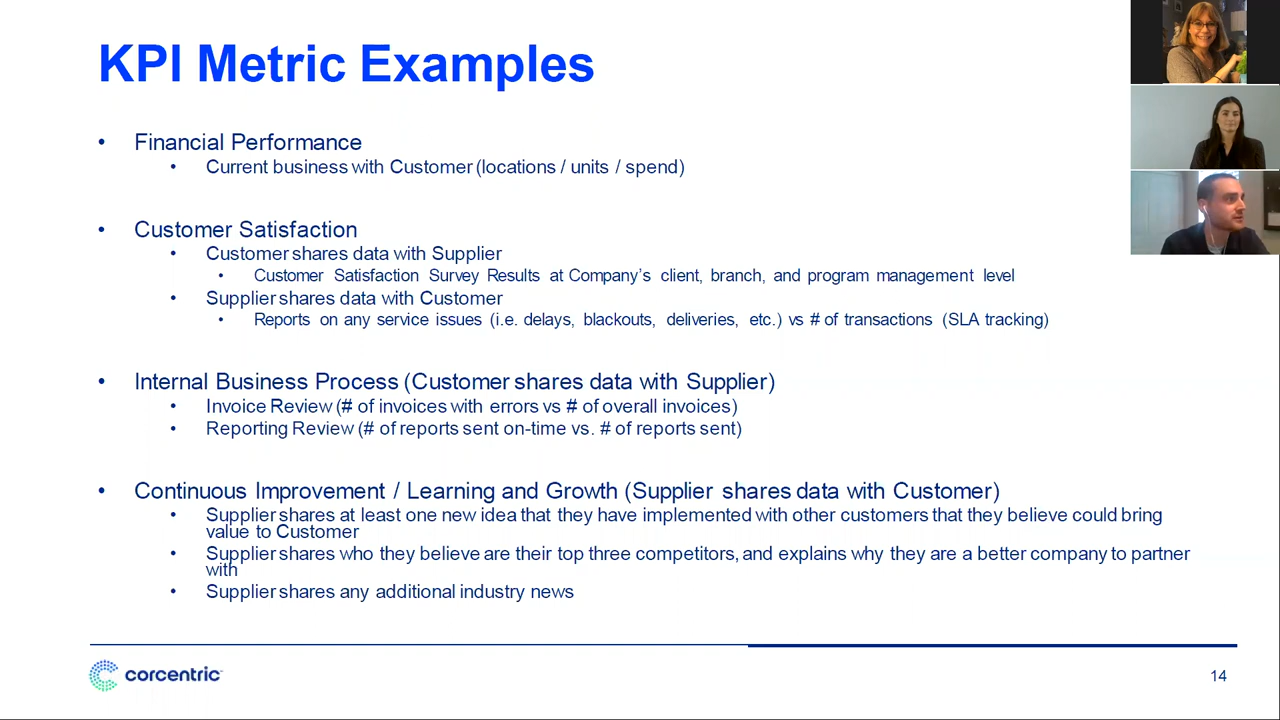 KPI Metric Examples
• Financial Performance
• Current business with Customer (locations / units / spend)
• Customer Satisfaction
• Customer shares data with Supplier
• Customer Satisfaction Survey Results at Company's client, branch, and program management level
• Supplier shares data with Customer
• Reports on any service issues (i.e. delays, blackouts, deliveries, etc.) vs # of transactions (SLA tracking)
• Internal Business Process (Customer shares data with Supplier)
• Invoice Review (# of invoices with errors vs # of overall invoices)
• Reporting Review (# of reports sent on-time vs. # of reports sent)
• Continuous Improvement / Learning and Growth (Supplier shares data with Customer)
• Supplier shares at least one new idea that they have implemented with other customers that they believe could bring
value to Customer
• Supplier shares who they believe are their top three competitors, and explains why they are a better company to partner
with
• Supplier shares any additional industry news
corcentric
14